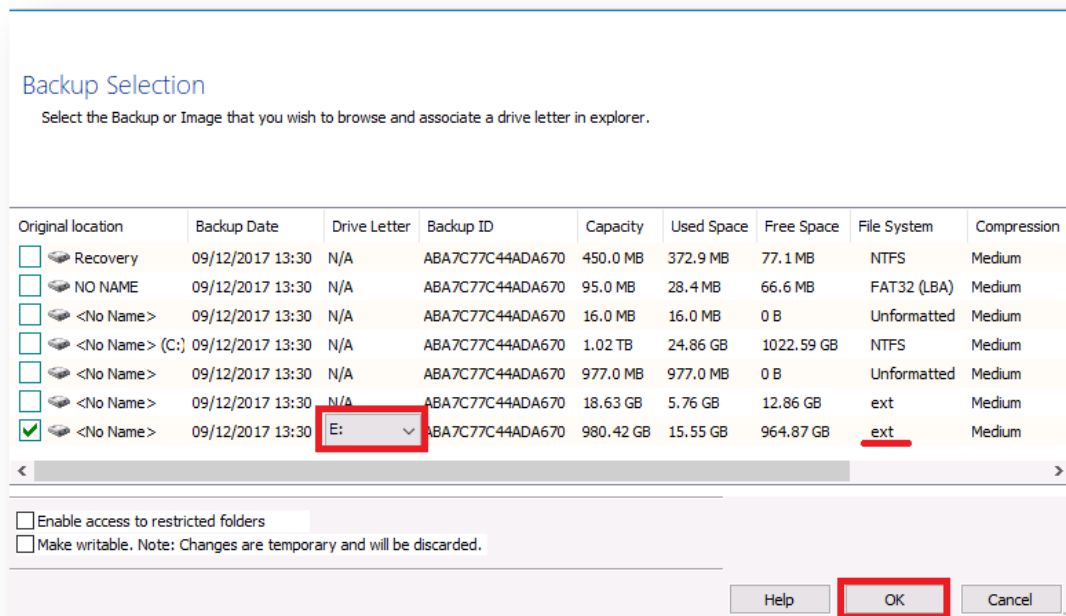 Backup Selection
Select the Backup or Image that you wish to browse and associate a drive letter in explorer.
Original location Backup Date Drive Letter Backup ID Capacity Used Space Free Space File System Compression
Recovery 09/12/2017 13:30 N/A ABA7C77C44ADA670 450.0 MB 372.9 MB 77.1 MB NTFS Medium
NO NAME 09/12/2017 13:30 N/A ABA7C77C44ADA670 95.0 MB 28.4 MB 66.6 MB FAT32 (LBA) Medium
<No Name> 09/12/2017 13:30 N/A ABA7C77C44ADA670 16.0 MB 16.0 MB 0 B Unformatted Medium
<No Name> (C:) 09/12/2017 13:30 N/A ABA7C77C44ADA670 1.02 TB 24.86 GB 1022.59 GB NTFS Medium
<No Name> 09/12/2017 13:30 N/A ABA7C77C44ADA670 977.0 MB 977.0 MB 0 B Unformatted Medium
<No Name> 09/12/2017 13:30 N/A ABA7C77C44ADA670 18.63 GB 5.76 GB 12.86 GB ext Medium
<No Name> 09/12/2017 13:30 E: ABA7C77C44ADA670 980.42 GB 15.55 GB 964.87 GB ext Medium
Enable access to restricted folders
Make writable. Note: Changes are temporary and will be discarded.
Help OK Cancel